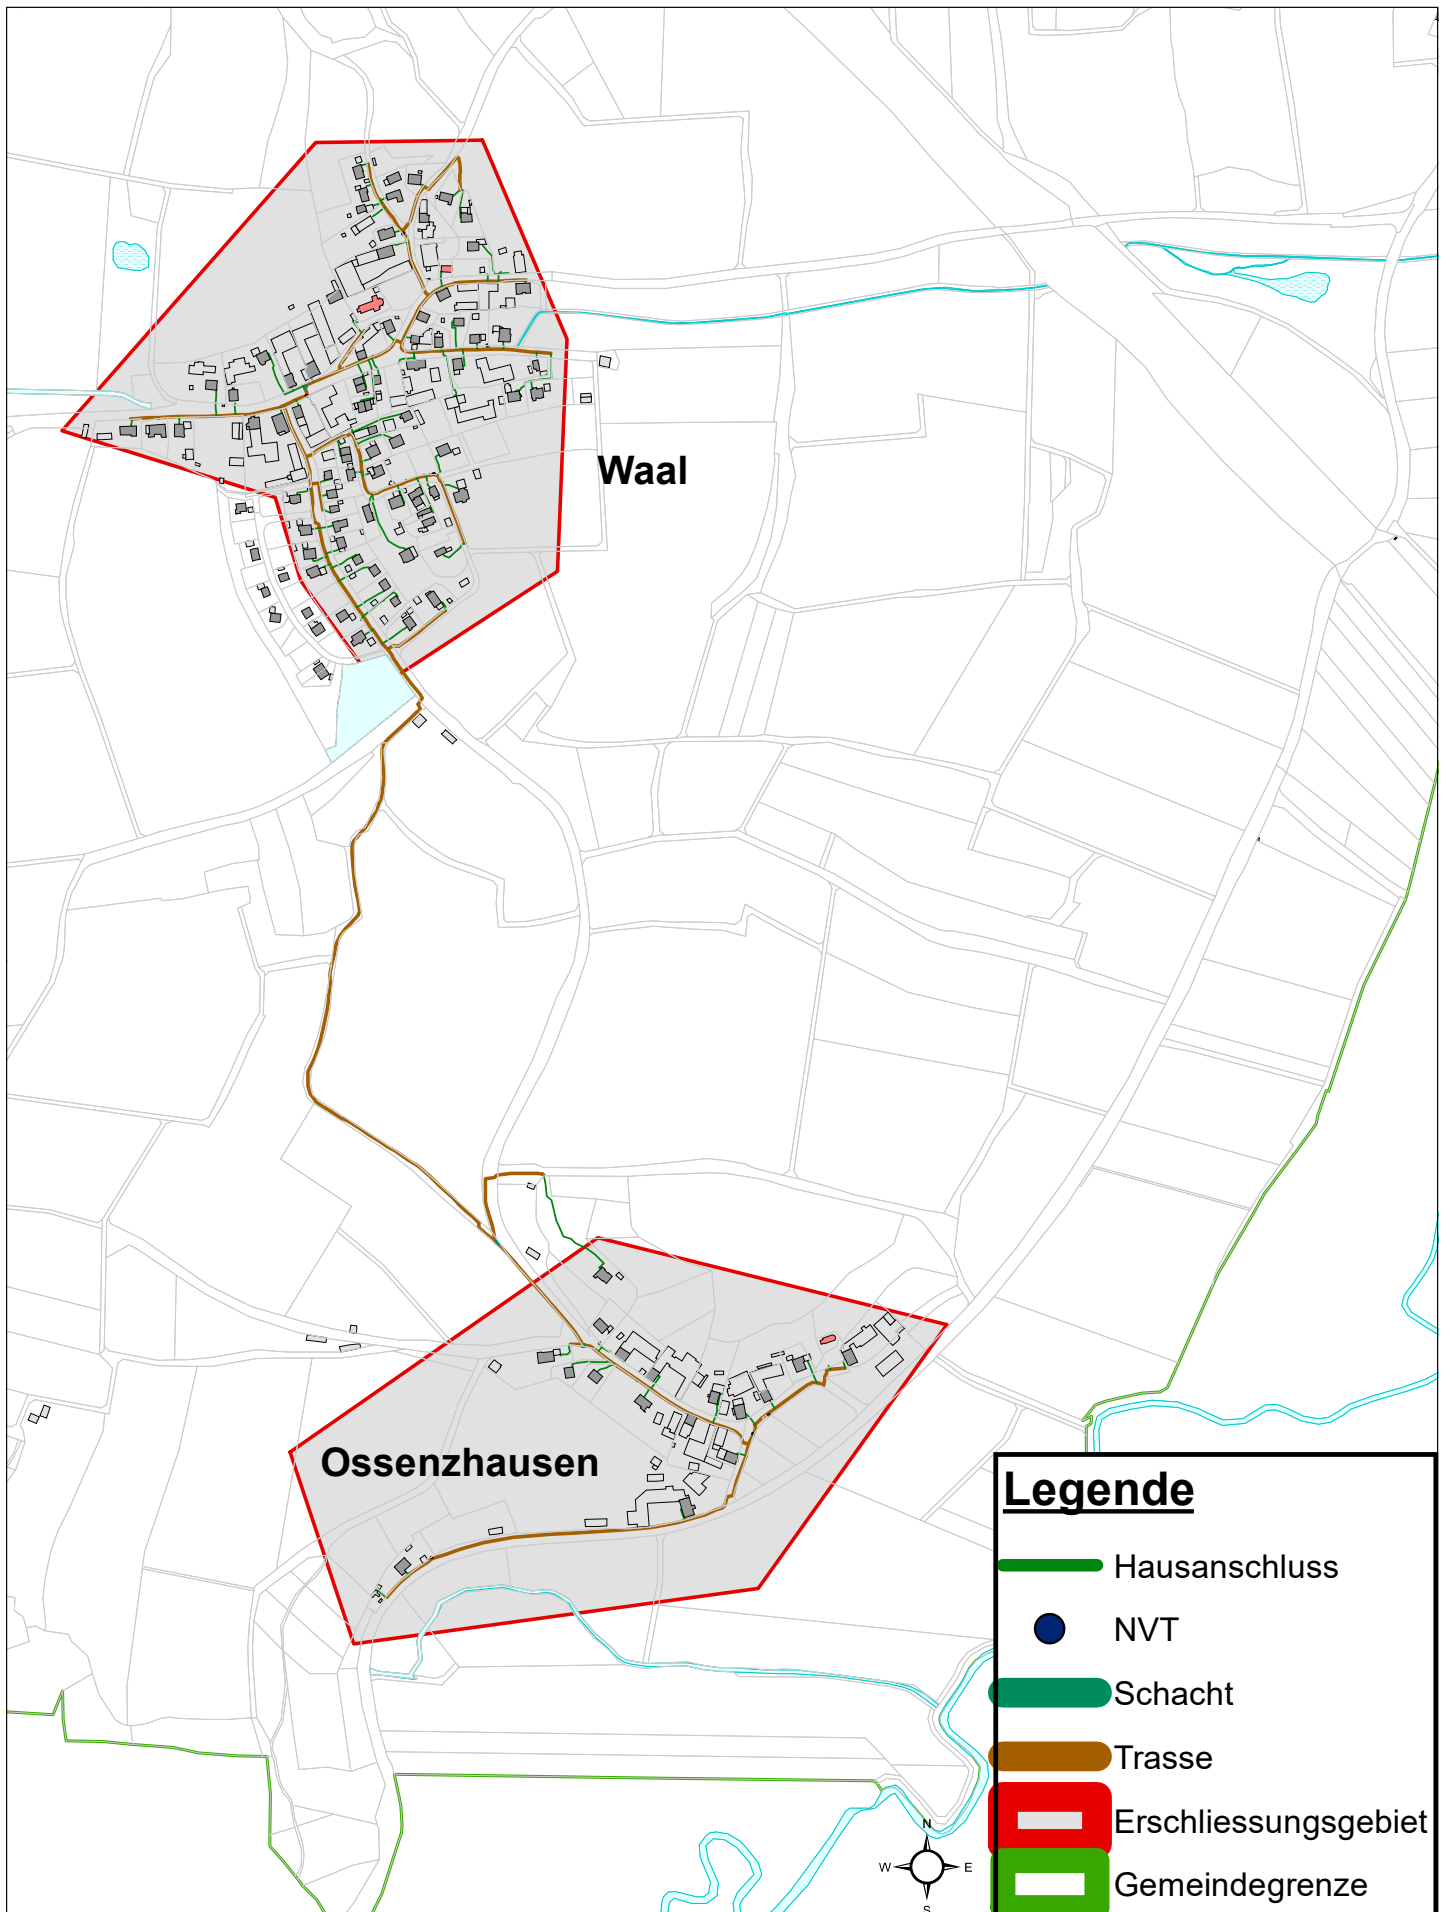 Waal
Ossenzhausen
Legende
Hausanschluss
NVT
Schacht
Trasse
Erschliessungsgebiet
Gemeindegrenze
N
W E
S